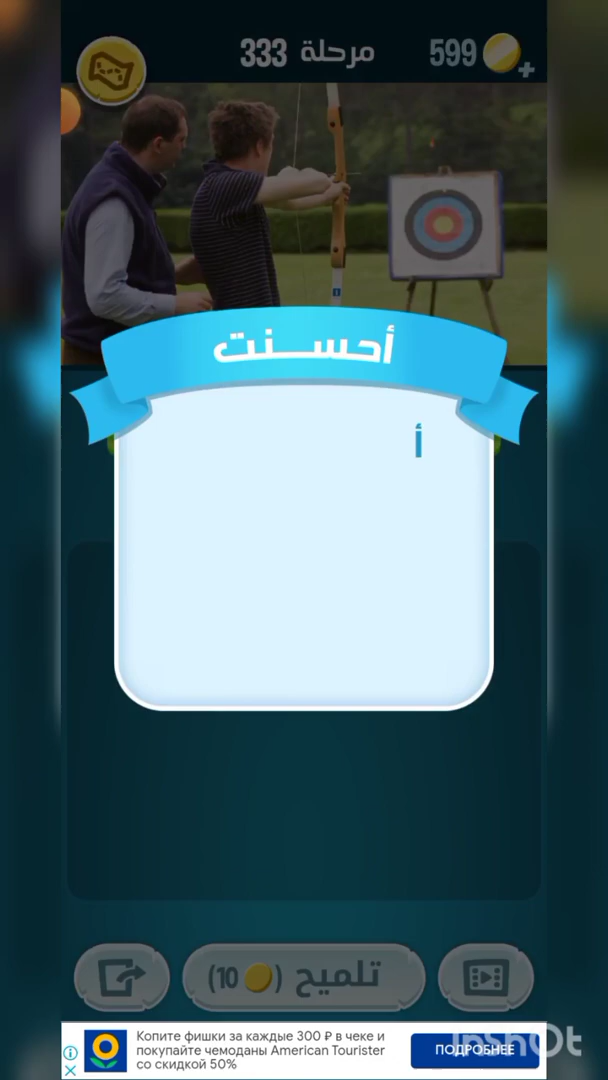 مرحلة 333
599
أحسنت
أ
تلميح (10)
Копите фишки за каждые 300 ₽ в чеке и
покупайте чемоданы American Tourister
со скидкой 50%
ПОДРОБНЕЕ
InshOt